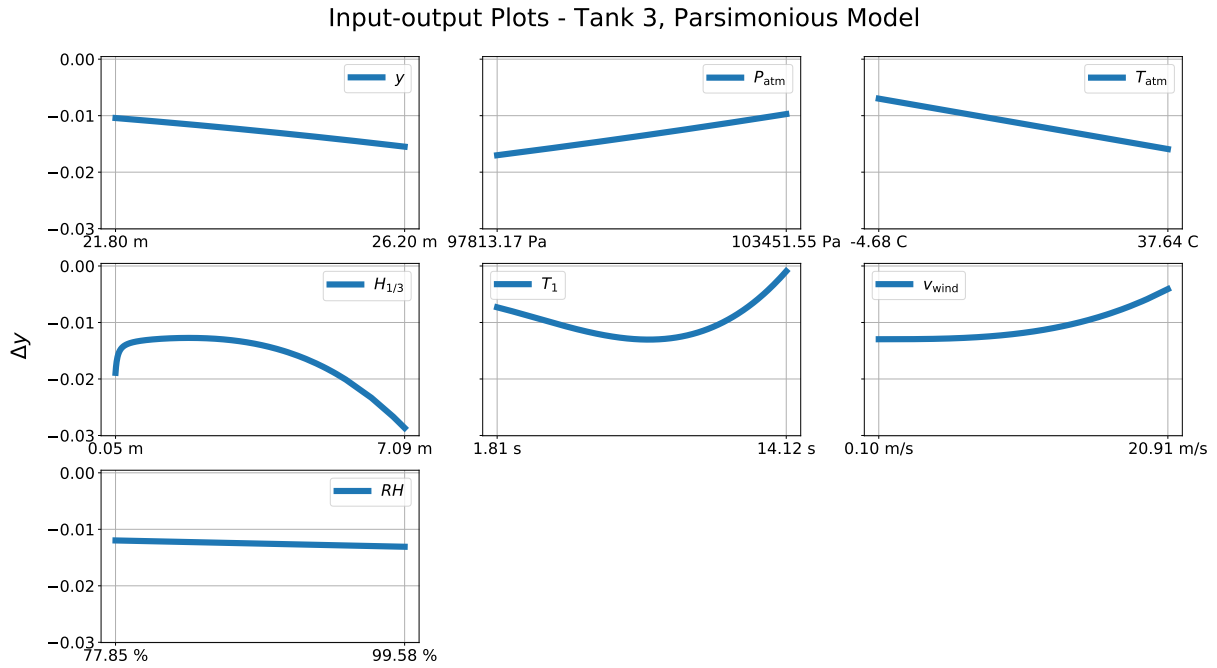 Input-output Plots - Tank 3, Parsimonious Model
0.00
−0.01
−0.02
−0.03
y
21.80 m
26.20 m
P_atm
97813.17 Pa
103451.55 Pa
T_atm
-4.68 C
37.64 C
Δy
0.00
−0.01
−0.02
−0.03
H_1/3
0.05 m
7.09 m
T_1
1.81 s
14.12 s
v_wind
0.10 m/s
20.91 m/s
0.00
−0.01
−0.02
−0.03
RH
77.85 %
99.58 %